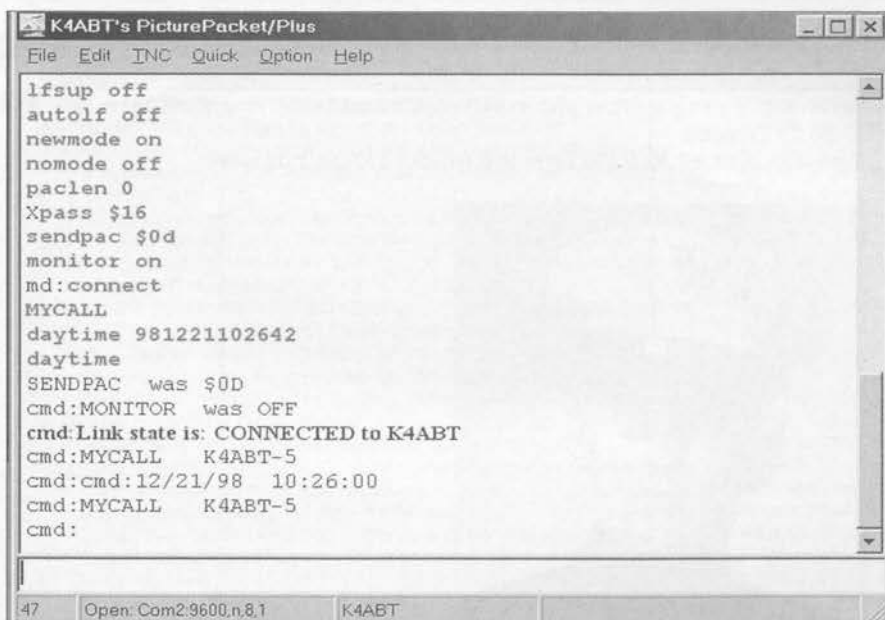 K4ABT's PicturePacket/Plus
File Edit TNC Quick Option Help
lfsup off
autolf off
newmode on
nomode off
paclen 0
Xpass $16
sendpac $0d
monitor on
md:connect
MYCALL
daytime 981221102642
daytime
SENDPAC was $0D
cmd:MONITOR was OFF
cmd:Link state is: CONNECTED to K4ABT
cmd:MYCALL K4ABT-5
cmd:cmd:12/21/98 10:26:00
cmd:MYCALL K4ABT-5
cmd:
47 Open: Com2:9600,n,8,1 K4ABT